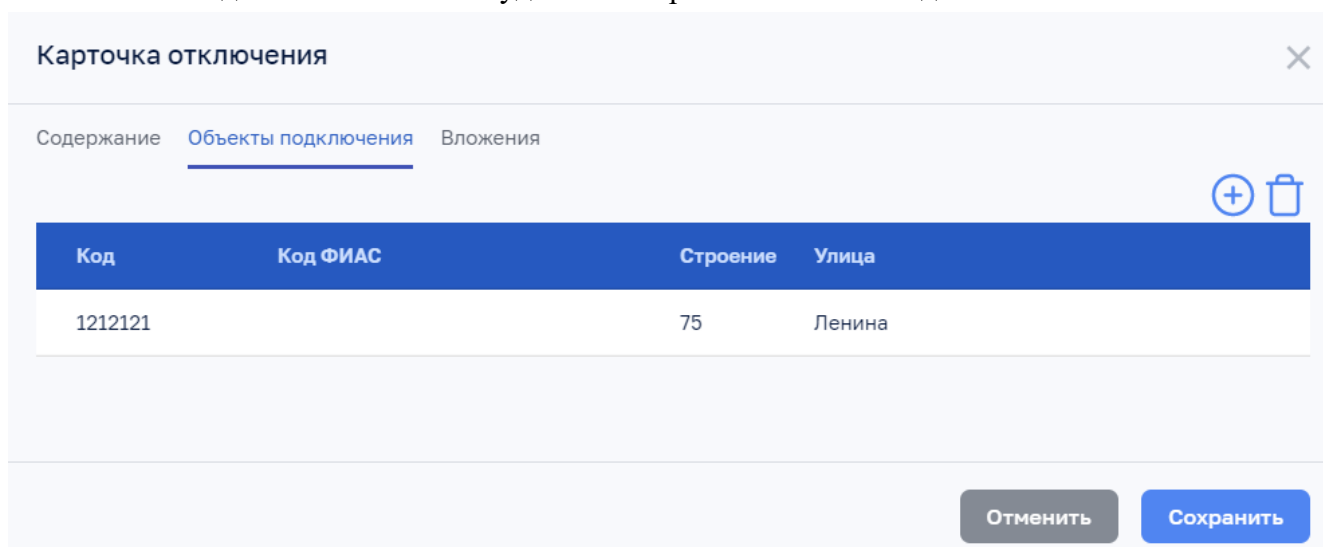 Карточка отключения
Содержание Объекты подключения Вложения
Код Код ФИАС Строение Улица
1212121 75 Ленина
Отменить Сохранить